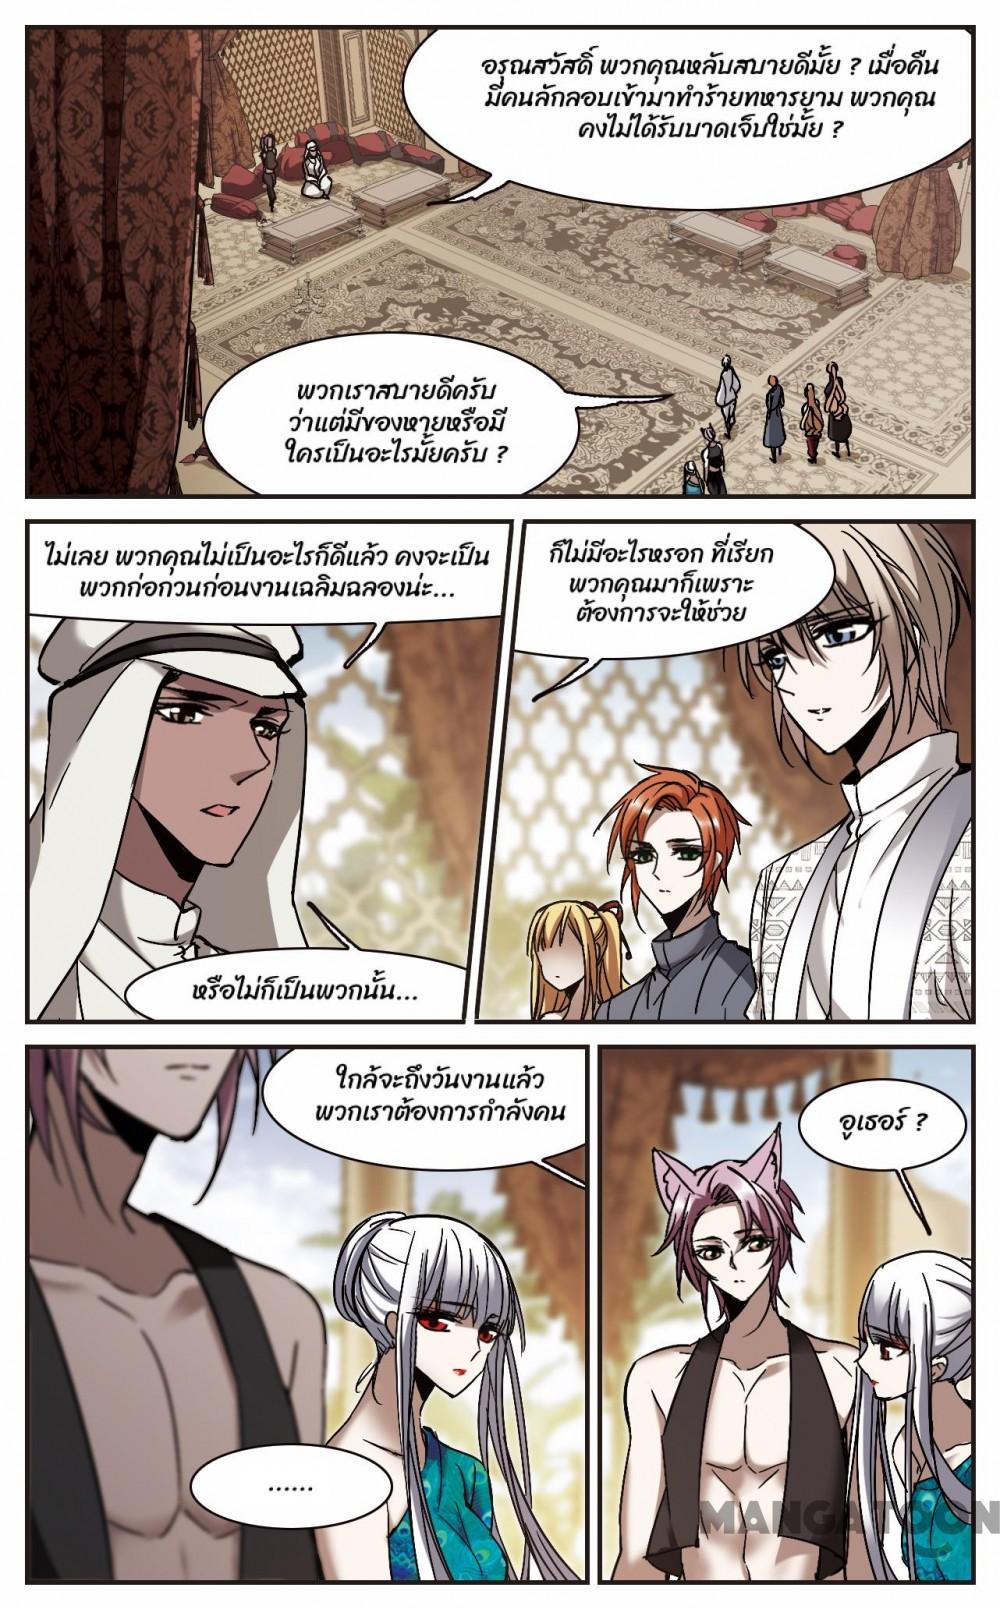 อรุณสวัสดิ์ พวกคุณหลับสบายดีมั้ย ? เมื่อคืน
มีคนลักลอบเข้ามาทำร้ายทหารยาม พวกคุณ
คงไม่ได้รับบาดเจ็บใช่มั้ย ?
พวกเราสบายดีครับ
ว่าแต่มีของหายหรือมี
ใครเป็นอะไรมั้ยครับ ?
ไม่เลย พวกคุณไม่เป็นอะไรก็ดีแล้ว คงจะเป็น
พวกก่อกวนก่อนงานเฉลิมฉลองน่ะ...
หรือไม่ก็เป็นพวกนั้น...
ก็ไม่มีอะไรหรอก ที่เรียก
พวกคุณมาก็เพราะ
ต้องการจะให้ช่วย
ใกล้จะถึงวันงานแล้ว
พวกเราต้องการกำลังคน
......
อูเธอร์ ?
MANGATOON